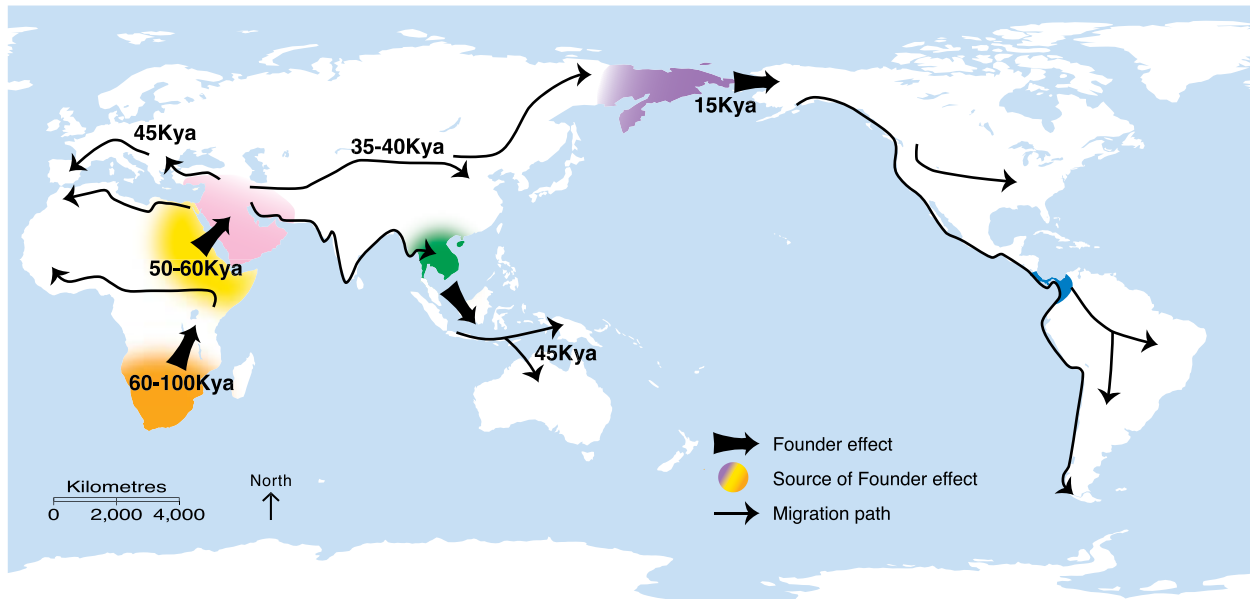 15Kya
45Kya
35-40Kya
50-60Kya
45Kya
60-100Kya
Founder effect
Source of Founder effect
Migration path
Kilometres
0 2,000 4,000
North